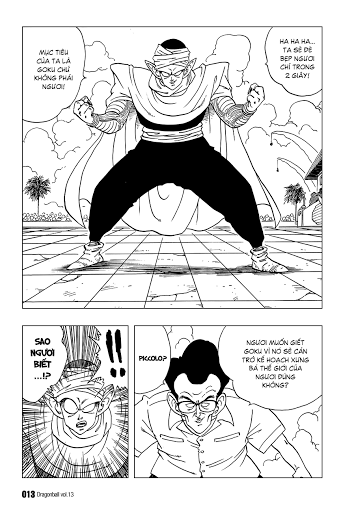 HA HA HA...
TA SẼ ĐÈ
BẸP NGƯƠI
CHỈ TRONG
2 GIÂY!
MỤC TIÊU
CỦA TA LÀ
GOKU CHỨ
KHÔNG PHẢI
NGƯƠI!
SAO
NGƯƠI
BIẾT
...!?
!!
PICCOLO?
NGƯƠI MUỐN GIẾT
GOKU VÌ NÓ SẼ CẢN
TRỞ KẾ HOẠCH XƯNG
BÁ THẾ GIỚI CỦA
NGƯƠI ĐÚNG
KHÔNG?
013 Dragonball vol.13